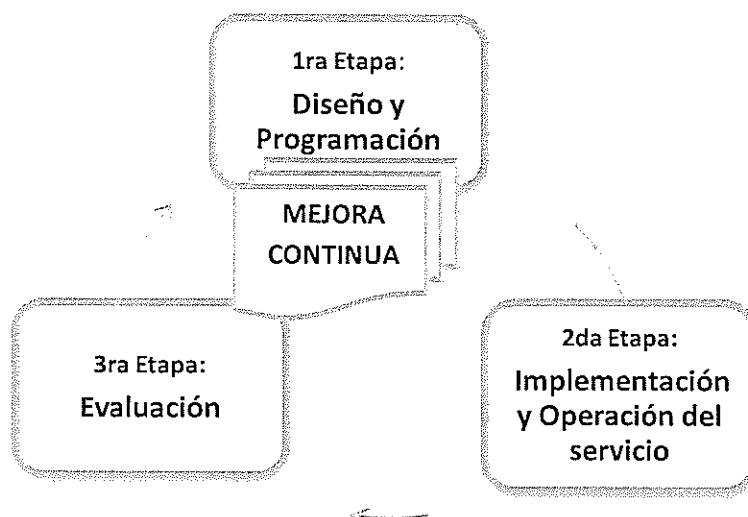 1ra Etapa:
Diseño y
Programación
MEJORA
CONTINUA
2da Etapa:
Implementación
y Operación del
servicio
3ra Etapa:
Evaluación